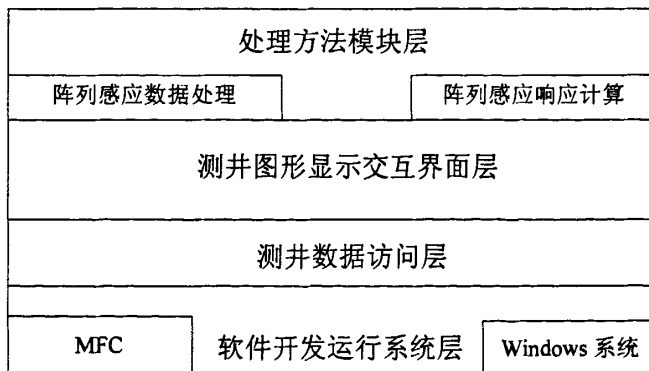 处理方法模块层
阵列感应数据处理
阵列感应响应计算
测井图形显示交互界面层
测井数据访问层
MFC
软件开发运行系统层
Windows 系统